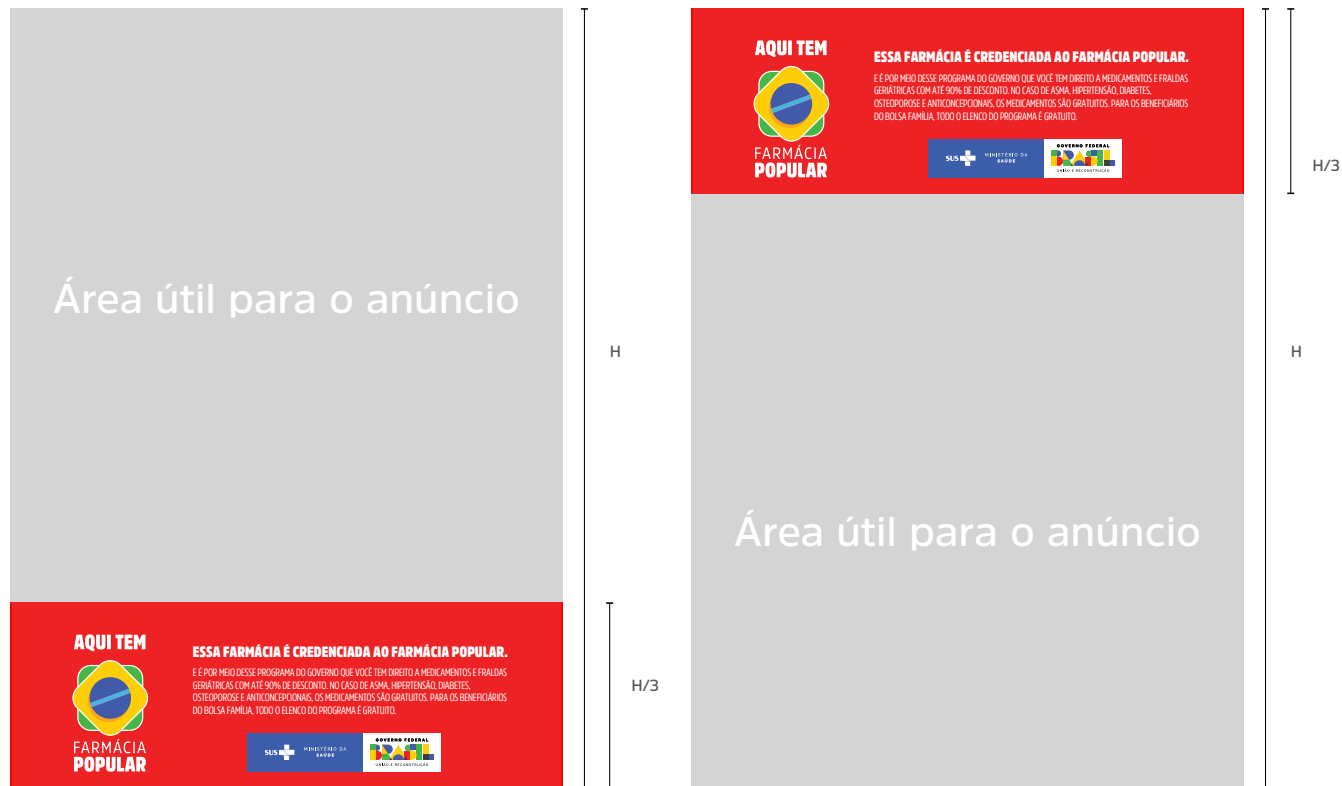 Área útil para o anúncio
H
AQUI TEM
FARMÁCIA
POPULAR
ESSA FARMÁCIA É CREDENCIADA AO FARMÁCIA POPULAR.
E É POR MEIO DESSE PROGRAMA DO GOVERNO QUE VOCÊ TEM DIREITO A MEDICAMENTOS E FRALDAS
GERIÁTRICAS COM ATÉ 90% DE DESCONTO. NO CASO DE ASMA, HIPERTENSÃO, DIABETES,
OSTEOPOROSE E ANTICONCEPCIONAIS, OS MEDICAMENTOS SÃO GRATUITOS. PARA OS BENEFICIÁRIOS
DO BOLSA FAMÍLIA, TODO O ELENCO DO PROGRAMA É GRATUITO.
SUS
MINISTÉRIO DA
SAÚDE
GOVERNO FEDERAL
BRASIL
UNIÃO E RECONSTRUÇÃO
H/3
AQUI TEM
FARMÁCIA
POPULAR
ESSA FARMÁCIA É CREDENCIADA AO FARMÁCIA POPULAR.
E É POR MEIO DESSE PROGRAMA DO GOVERNO QUE VOCÊ TEM DIREITO A MEDICAMENTOS E FRALDAS
GERIÁTRICAS COM ATÉ 90% DE DESCONTO. NO CASO DE ASMA, HIPERTENSÃO, DIABETES,
OSTEOPOROSE E ANTICONCEPCIONAIS, OS MEDICAMENTOS SÃO GRATUITOS. PARA OS BENEFICIÁRIOS
DO BOLSA FAMÍLIA, TODO O ELENCO DO PROGRAMA É GRATUITO.
SUS
MINISTÉRIO DA
SAÚDE
GOVERNO FEDERAL
BRASIL
UNIÃO E RECONSTRUÇÃO
H/3
H
Área útil para o anúncio